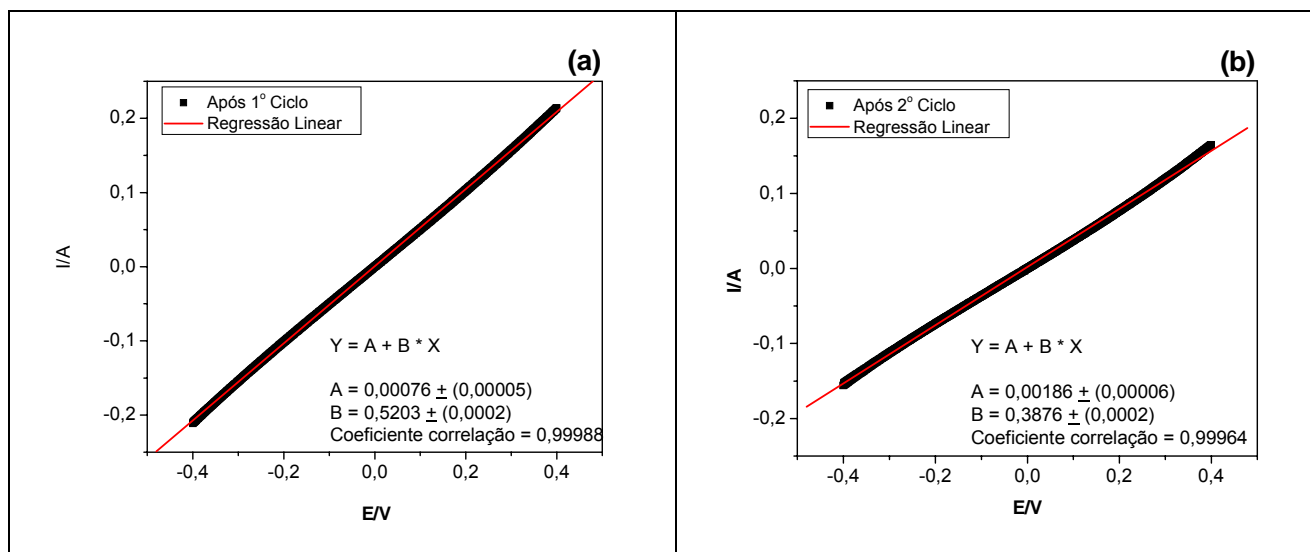 (a)
Após 1º Ciclo
Regressão Linear
0,2
0,1
0,0
-0,1
-0,2
I/A
Y = A + B * X
A = 0,00076 ± (0,00005)
B = 0,5203 ± (0,0002)
Coeficiente correlação = 0,99988
-0,4 -0,2 0,0 0,2 0,4
E/V
(b)
Após 2º Ciclo
Regressão Linear
0,2
0,1
0,0
-0,1
-0,2
I/A
Y = A + B * X
A = 0,00186 ± (0,00006)
B = 0,3876 ± (0,0002)
Coeficiente correlação = 0,99964
-0,4 -0,2 0,0 0,2 0,4
E/V